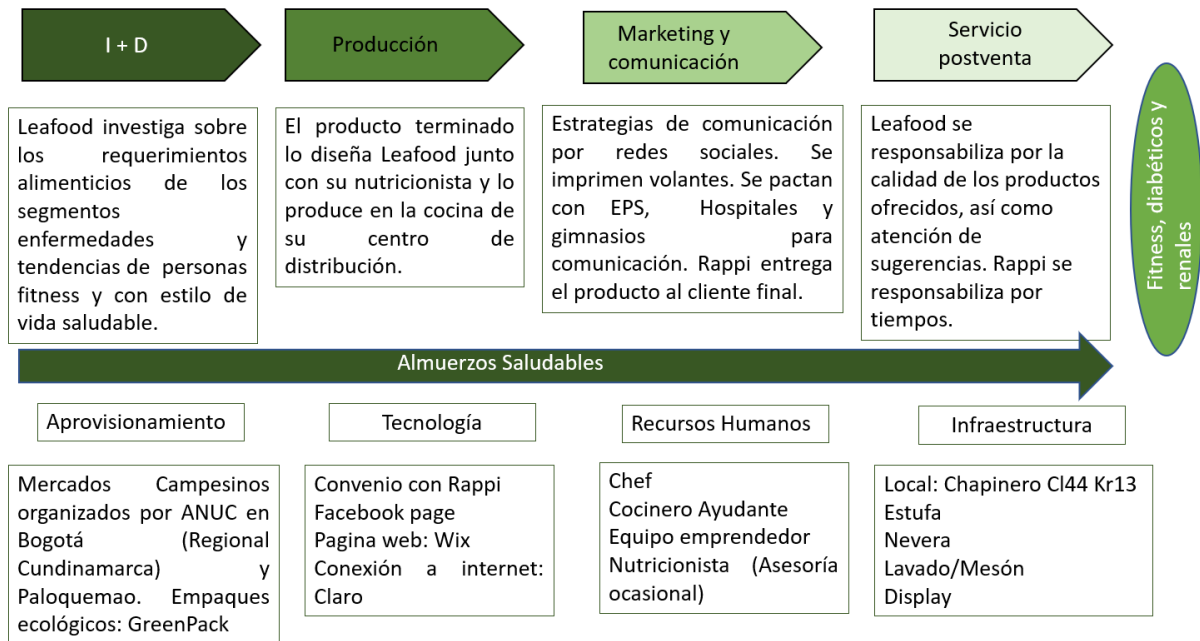 I + D
Producción
Marketing y
comunicación
Servicio
postventa
Leafood investiga sobre
los requerimientos
alimenticios de los
segmentos
enfermedades y
tendencias de personas
fitness y con estilo de
vida saludable.
El producto terminado
lo diseña Leafood junto
con su nutricionista y lo
produce en la cocina de
su centro de
distribución.
Estrategias de comunicación
por redes sociales. Se
imprimen volantes. Se pactan
con EPS, Hospitales y
gimnasios para
comunicación. Rappi entrega
el producto al cliente final.
Leafood se
responsabiliza por la
calidad de los productos
ofrecidos, así como
atención de
sugerencias. Rappi se
responsabiliza por
tiempos.
Fitness, diabéticos y
renales
Almuerzos Saludables
Aprovisionamiento
Tecnología
Recursos Humanos
Infraestructura
Mercados Campesinos
organizados por ANUC en
Bogotá (Regional
Cundinamarca) y
Paloquemao. Empaques
ecológicos: GreenPack
Convenio con Rappi
Facebook page
Pagina web: Wix
Conexión a internet:
Claro
Chef
Cocinero Ayudante
Equipo emprendedor
Nutricionista (Asesoría
ocasional)
Local: Chapinero Cl44 Kr13
Estufa
Nevera
Lavado/Mesón
Display